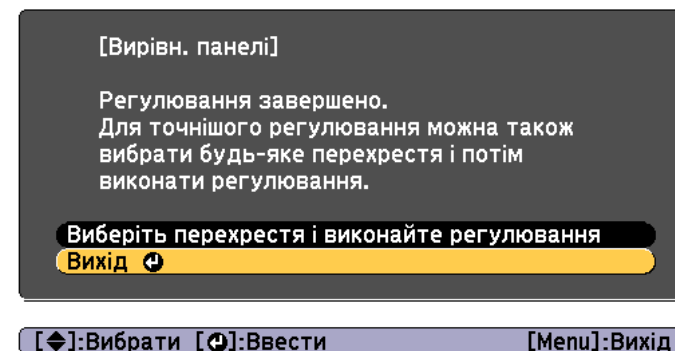 [Вирівн. панелі]
Регулювання завершено.
Для точнішого регулювання можна також
вибрати будь-яке перехрестя і потім
виконати регулювання.
Виберіть перехрестя і виконайте регулювання
Вихід
[◆]:Вибрати [↵]:Ввести [Menu]:Вихід